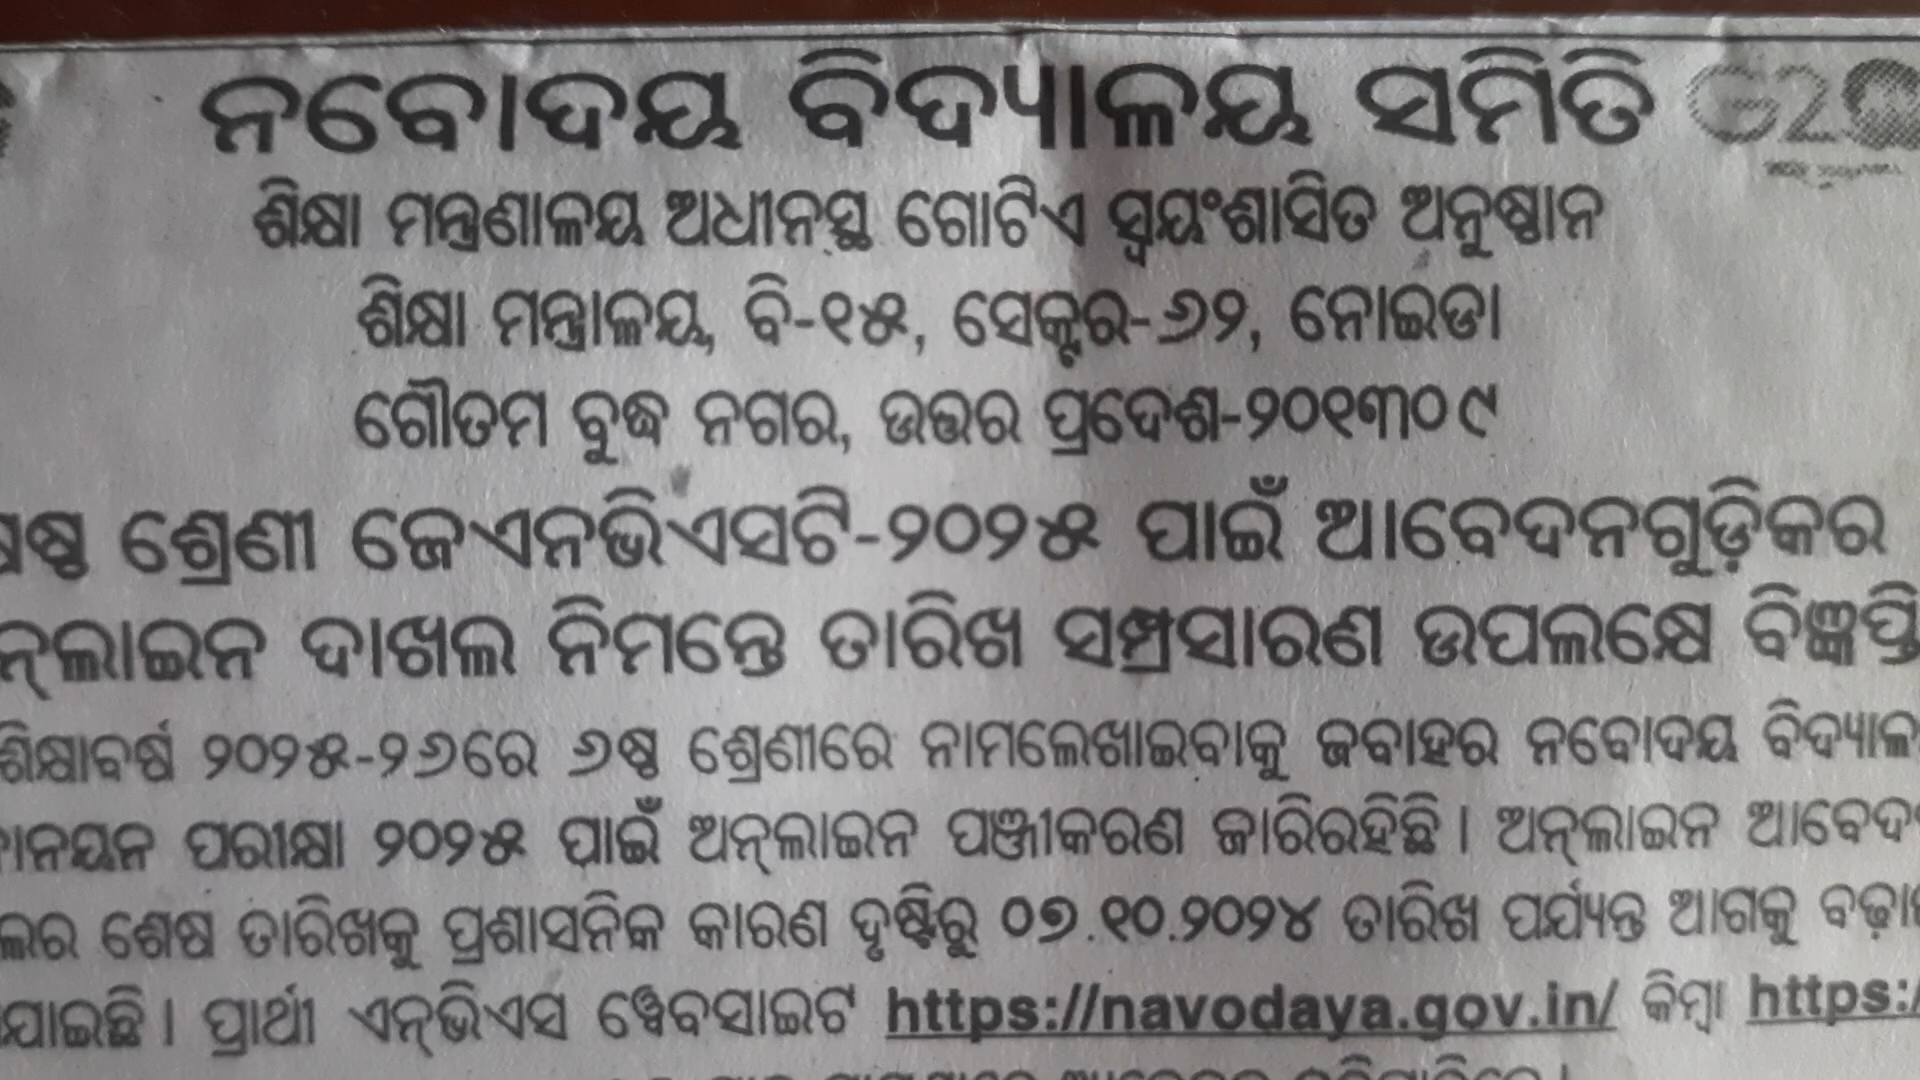 ନବୋଦୟ ବିଦ୍ୟାଳୟ ସମିତି G20
ଶିକ୍ଷା ମନ୍ତ୍ରଣାଳୟ ଅଧୀନସ୍ଥ ଗୋଟିଏ ସ୍ୱୟଂଶାସିତ ଅନୁଷ୍ଠାନ
ଶିକ୍ଷା ମନ୍ତ୍ରାଳୟ, ବି-୧୫, ସେକ୍ଟର-୬୨, ନୋଇଡା
ଗୌତମ ବୁଦ୍ଧ ନଗର, ଉତ୍ତର ପ୍ରଦେଶ-୨୦୧୩୦୯
ଷଷ୍ଠ ଶ୍ରେଣୀ ଜେଏନଭିଏସଟି-୨୦୨୫ ପାଇଁ ଆବେଦନଗୁଡ଼ିକର
ନ୍‌ଲାଇନ ଦାଖଲ ନିମନ୍ତେ ତାରିଖ ସମ୍ପ୍ରସାରଣ ଉପଲକ୍ଷେ ବିଜ୍ଞପ୍ତି
ଶିକ୍ଷାବର୍ଷ ୨୦୨୫-୨୬ରେ ୬ଷ୍ଠ ଶ୍ରେଣୀରେ ନାମଲେଖାଇବାକୁ ଜବାହର ନବୋଦୟ ବିଦ୍ୟାଳ
ନୟନ ପରୀକ୍ଷା ୨୦୨୫ ପାଇଁ ଅନ୍‌ଲାଇନ ପଞ୍ଜୀକରଣ ଜାରିରହିଛି । ଅନ୍‌ଲାଇନ ଆବେଦ
ଲର ଶେଷ ତାରିଖକୁ ପ୍ରଶାସନିକ କାରଣ ଦୃଷ୍ଟିରୁ ୦୭.୧୦.୨୦୨୪ ତାରିଖ ପର୍ଯ୍ୟନ୍ତ ଆଗକୁ ବଢ଼ା
ଯାଇଛି । ପ୍ରାର୍ଥୀ ଏନ୍‌ଭିଏସ ୱେବସାଇଟ https://navodaya.gov.in/ କିମ୍ବା https:/